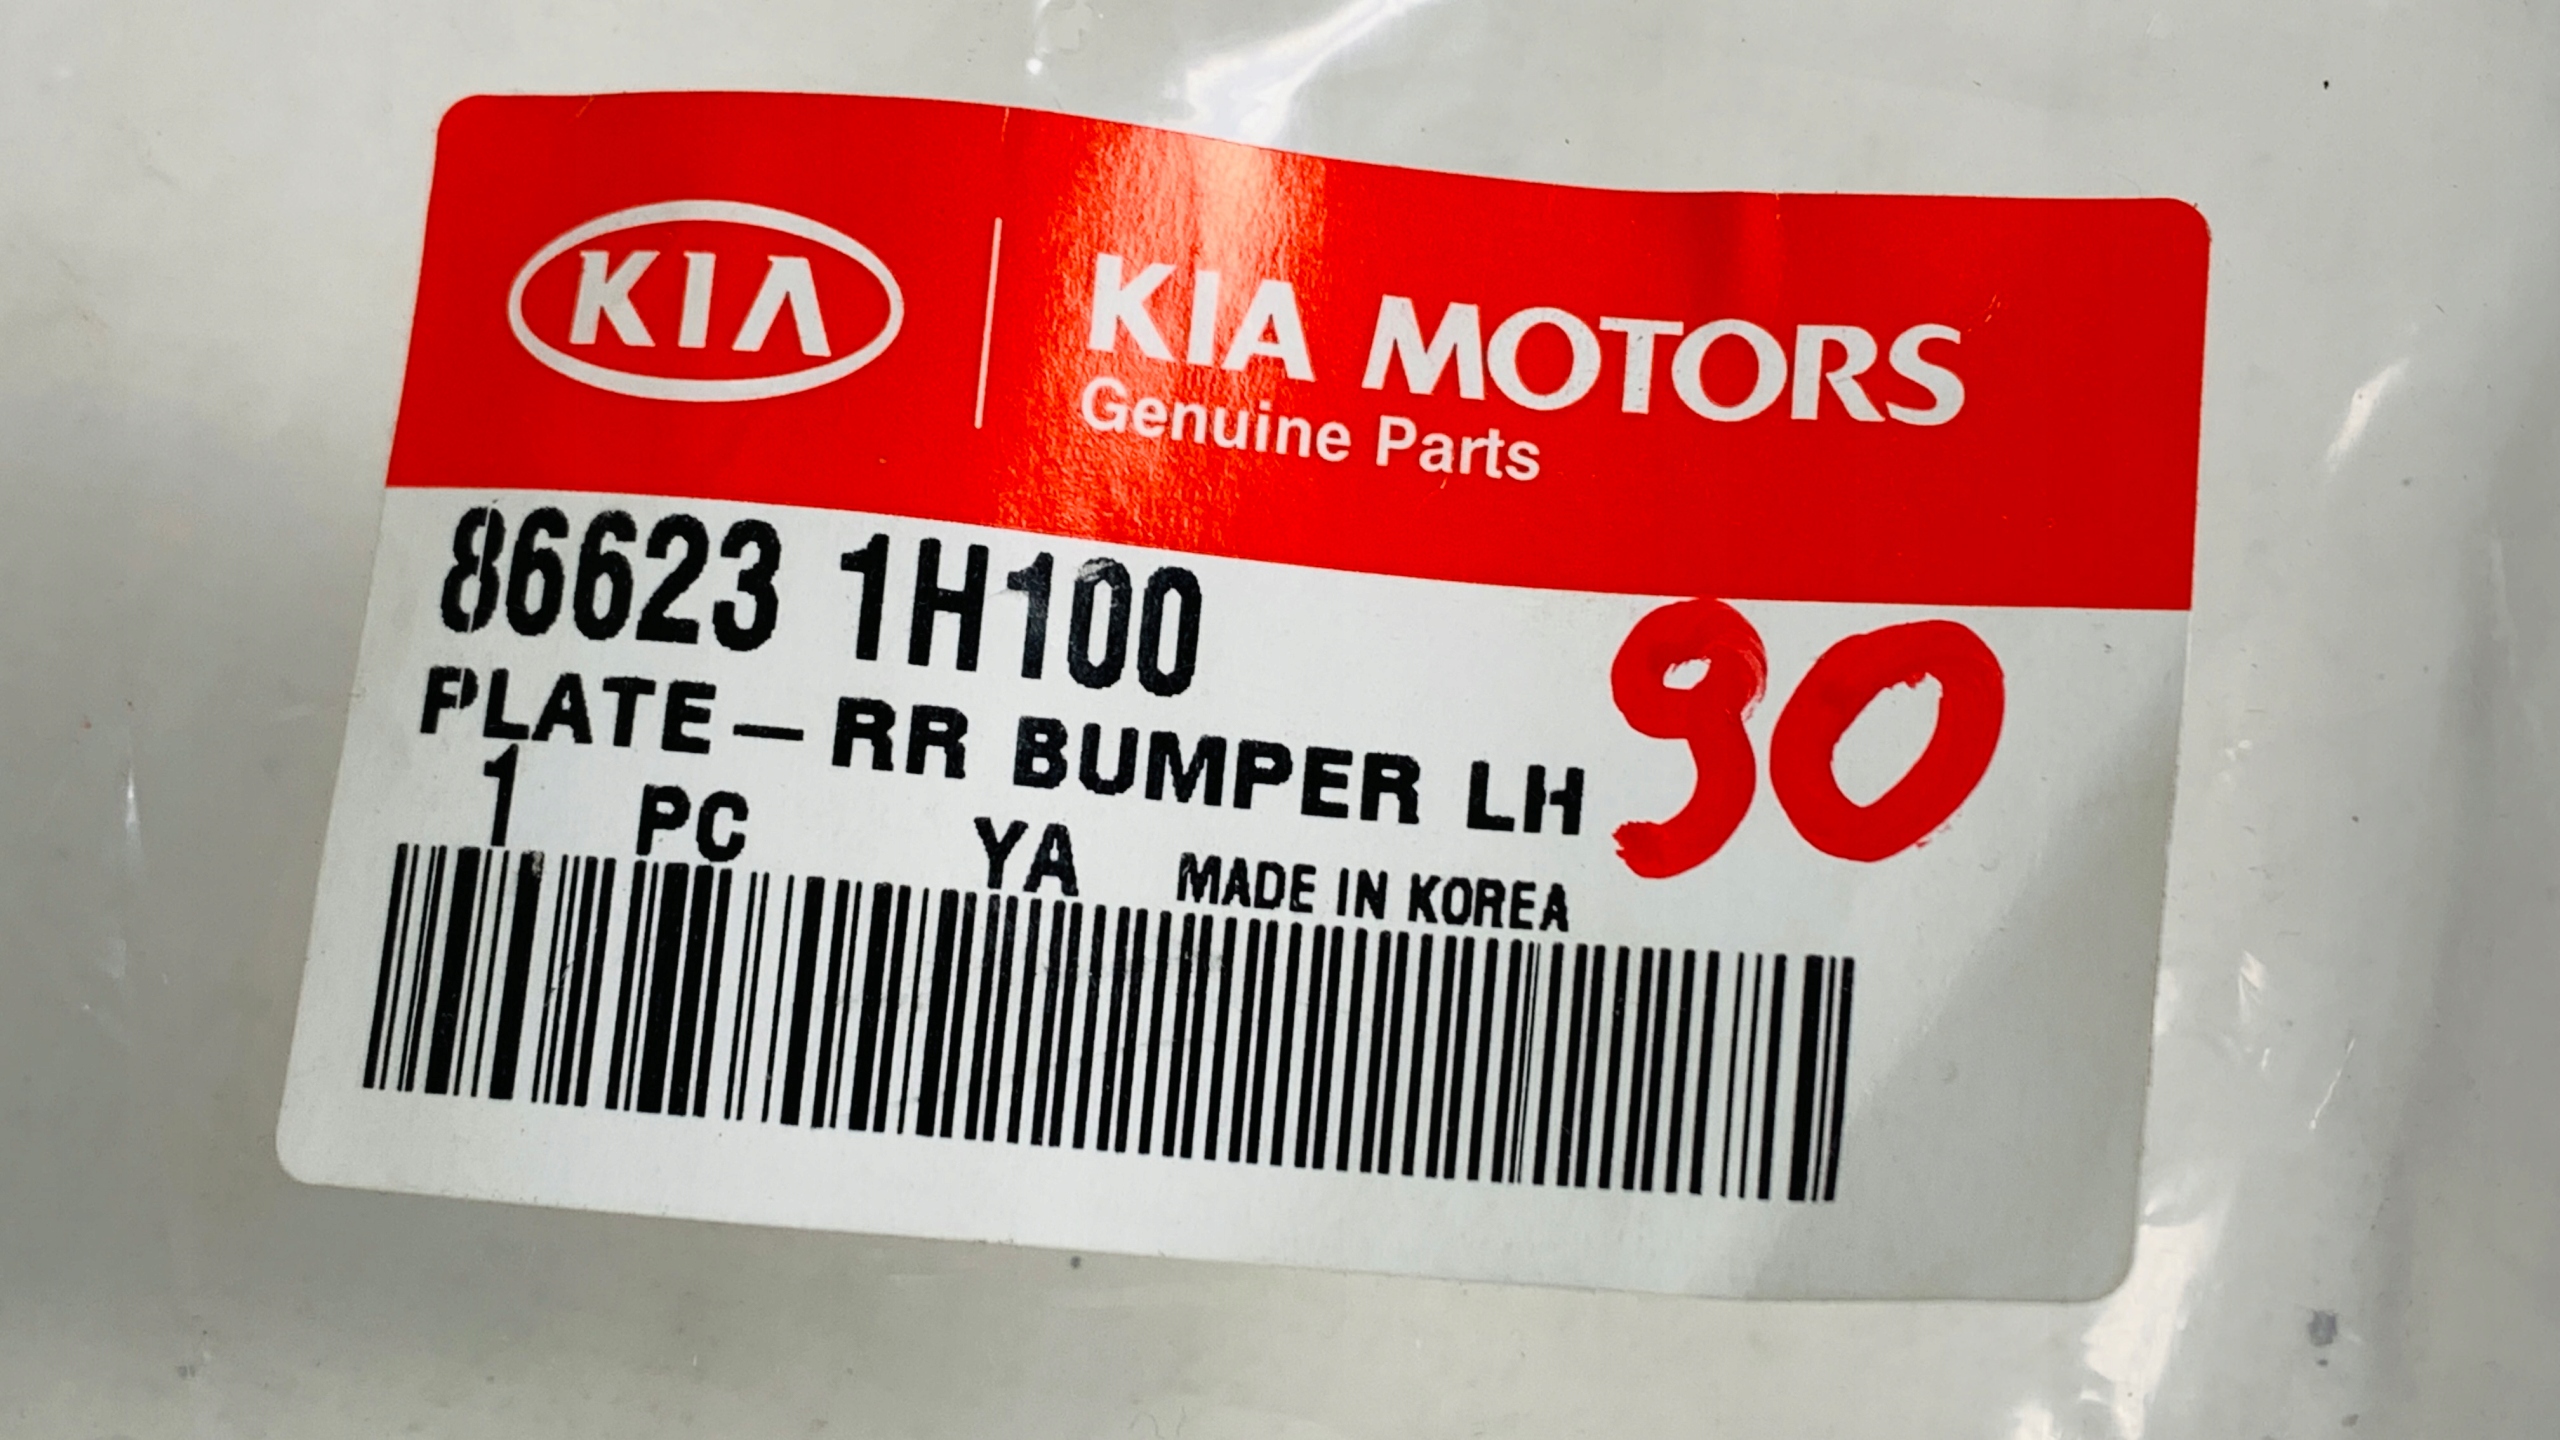 KIA
KIA MOTORS
Genuine Parts
86623 1H100
PLATE-RR BUMPER LH
90
1 PC YA MADE IN KOREA